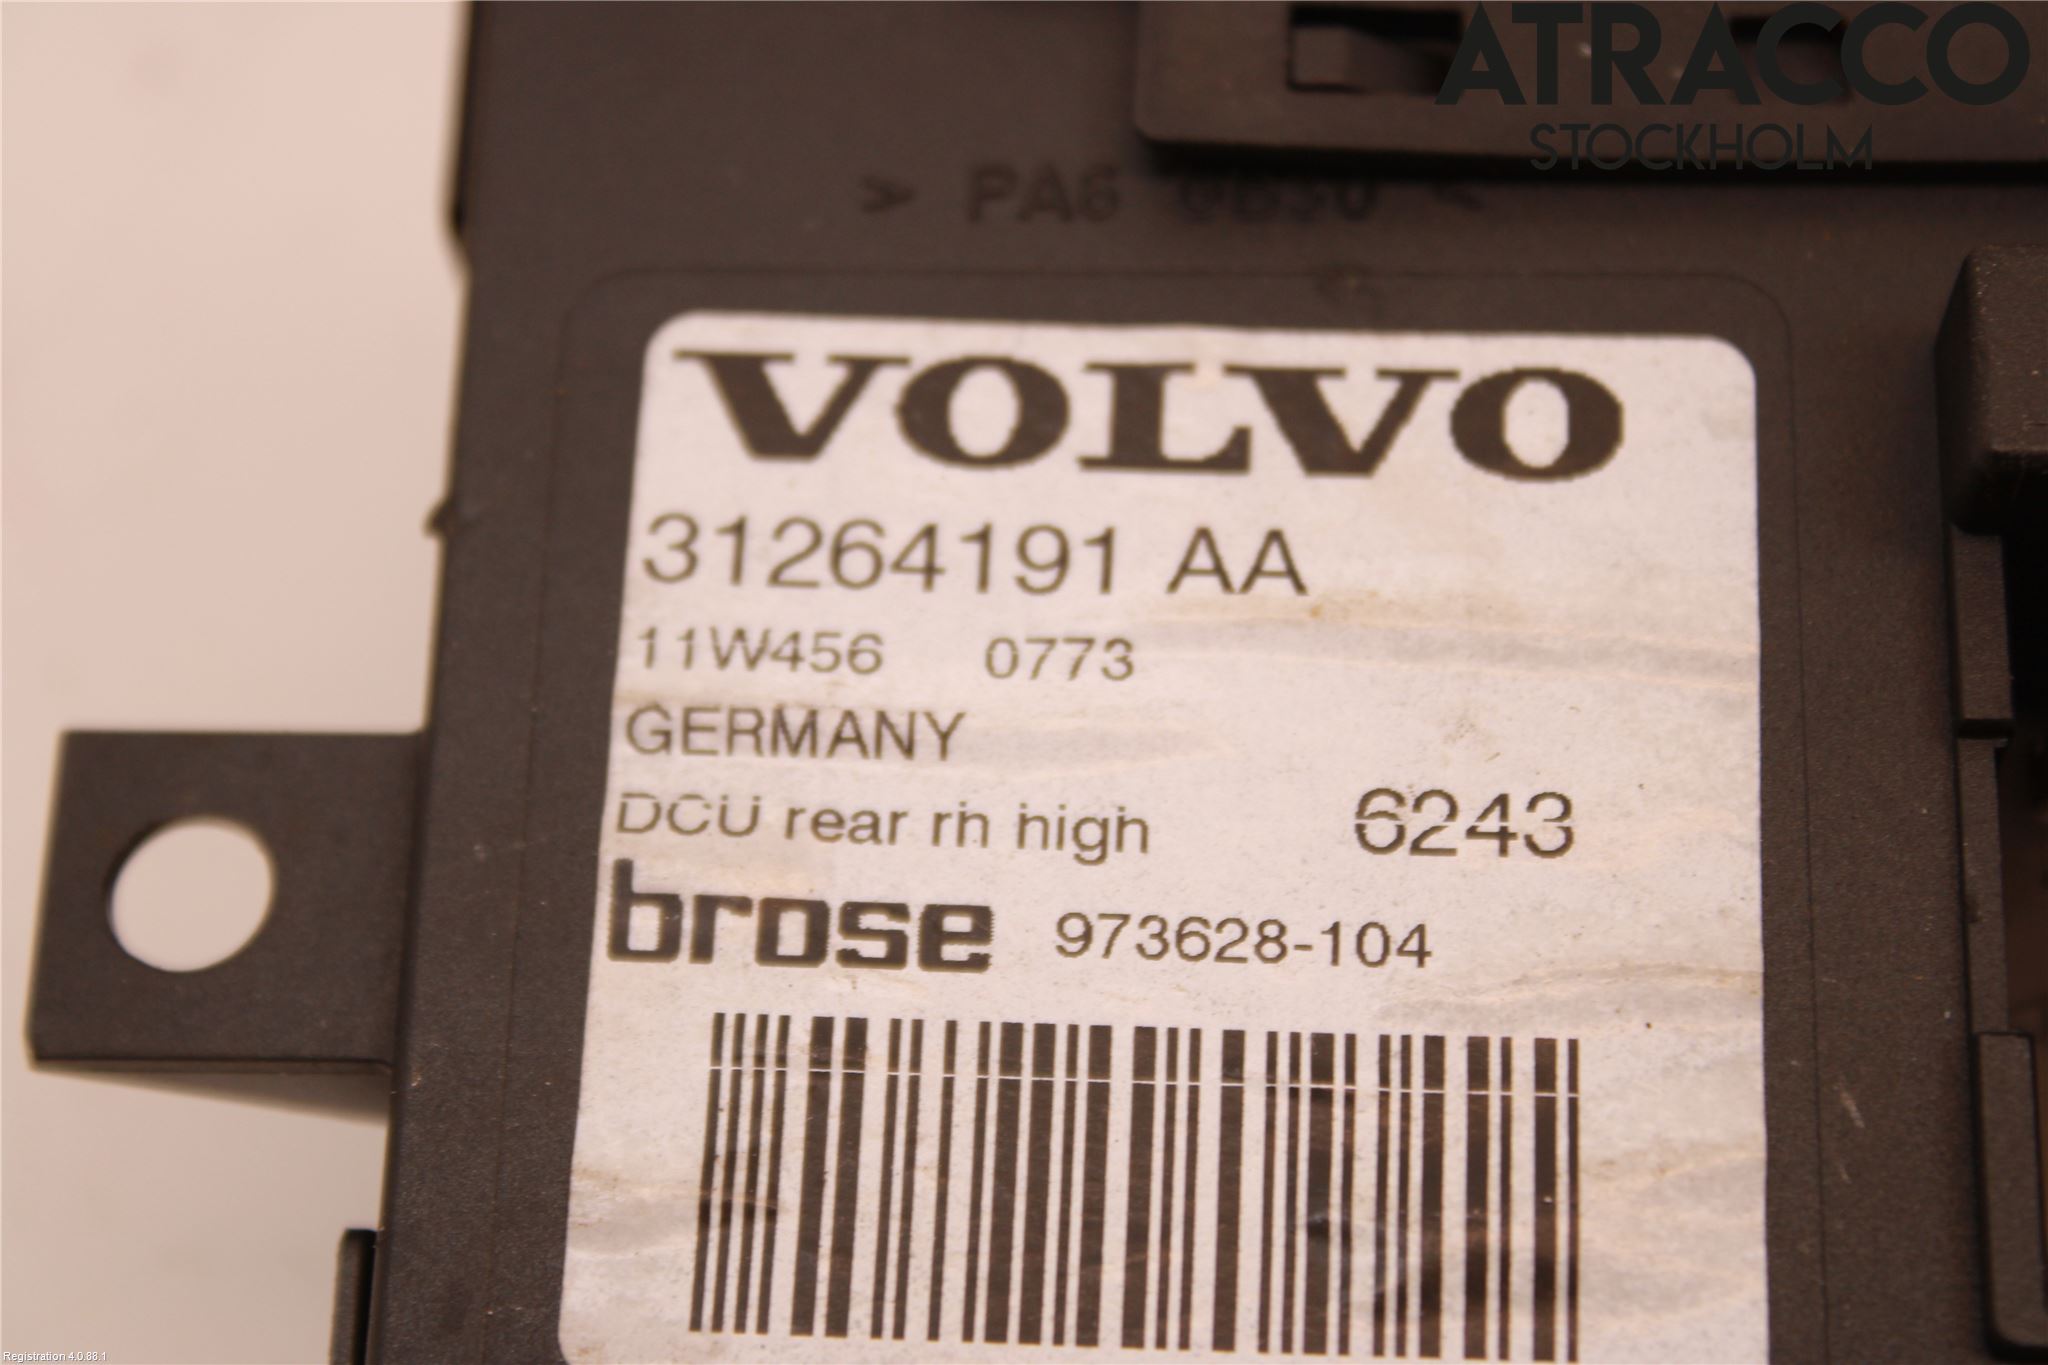 ATRACCO
STOCKHOLM
> PA6 GB30 <
VOLVO
31264191 AA
11W456 0773
GERMANY
DCU rear rh high 6243
brose 973628-104
Registration 4.0.88.1